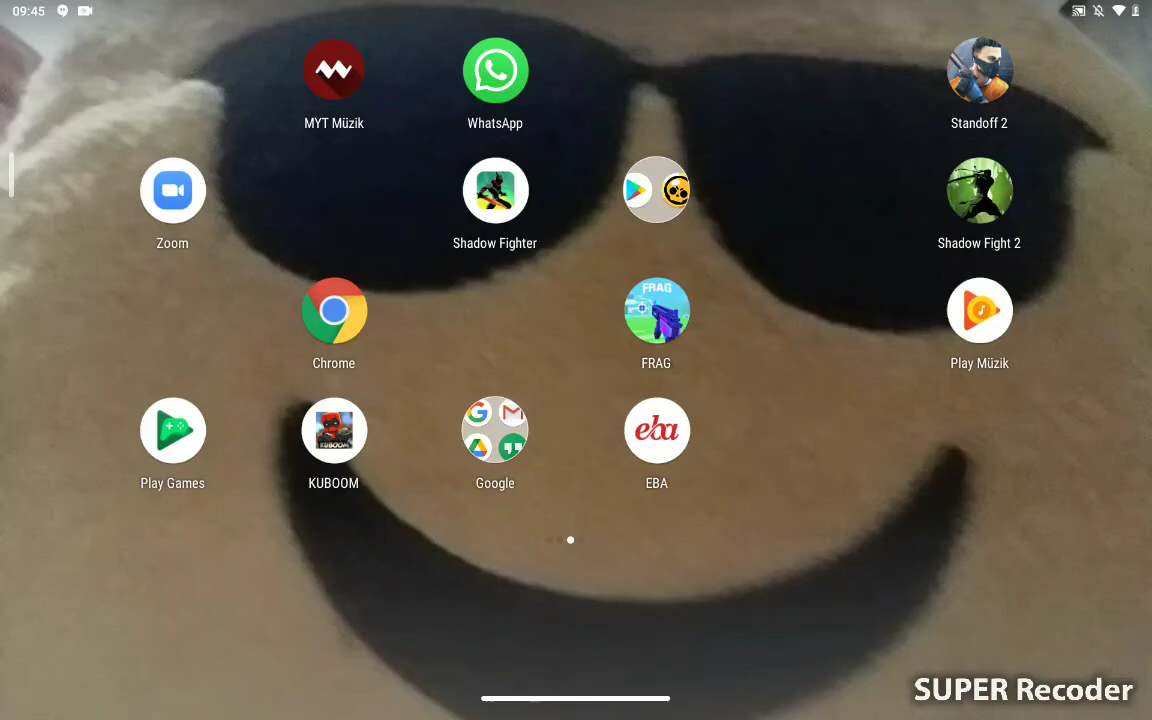 09:45
MYT Müzik
WhatsApp
Standoff 2
Zoom
Shadow Fighter
Shadow Fight 2
Chrome
FRAG
FRAG
Play Müzik
KUBOOM
eba
Play Games
KUBOOM
Google
EBA
SUPER Recoder